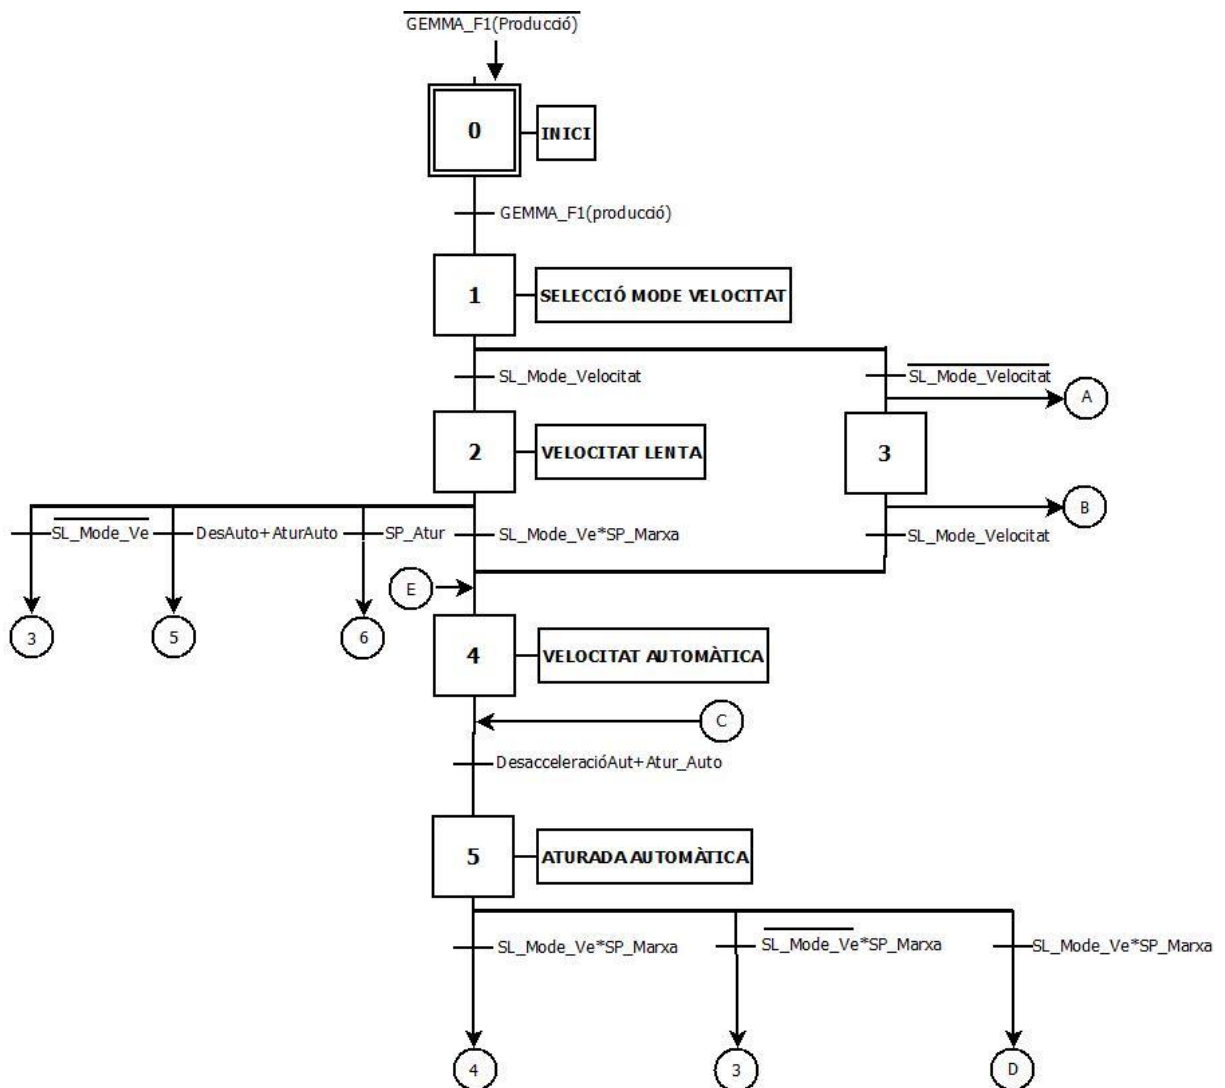 GEMMA_F1(Producció)
0
INICI
GEMMA_F1(producció)
1
SELECCIÓ MODE VELOCITAT
SL_Mode_Velocitat
SL_Mode_Velocitat
A
2
VELOCITAT LENTA
3
B
SL_Mode_Ve
DesAuto+AturAuto
SP_Atur
SL_Mode_Ve*SP_Marxa
SL_Mode_Velocitat
E
3
5
6
4
VELOCITAT AUTOMÀTICA
C
DesacceleracióAut+Atur_Auto
5
ATURADA AUTOMÀTICA
SL_Mode_Ve*SP_Marxa
SL_Mode_Ve*SP_Marxa
SL_Mode_Ve*SP_Marxa
4
3
D